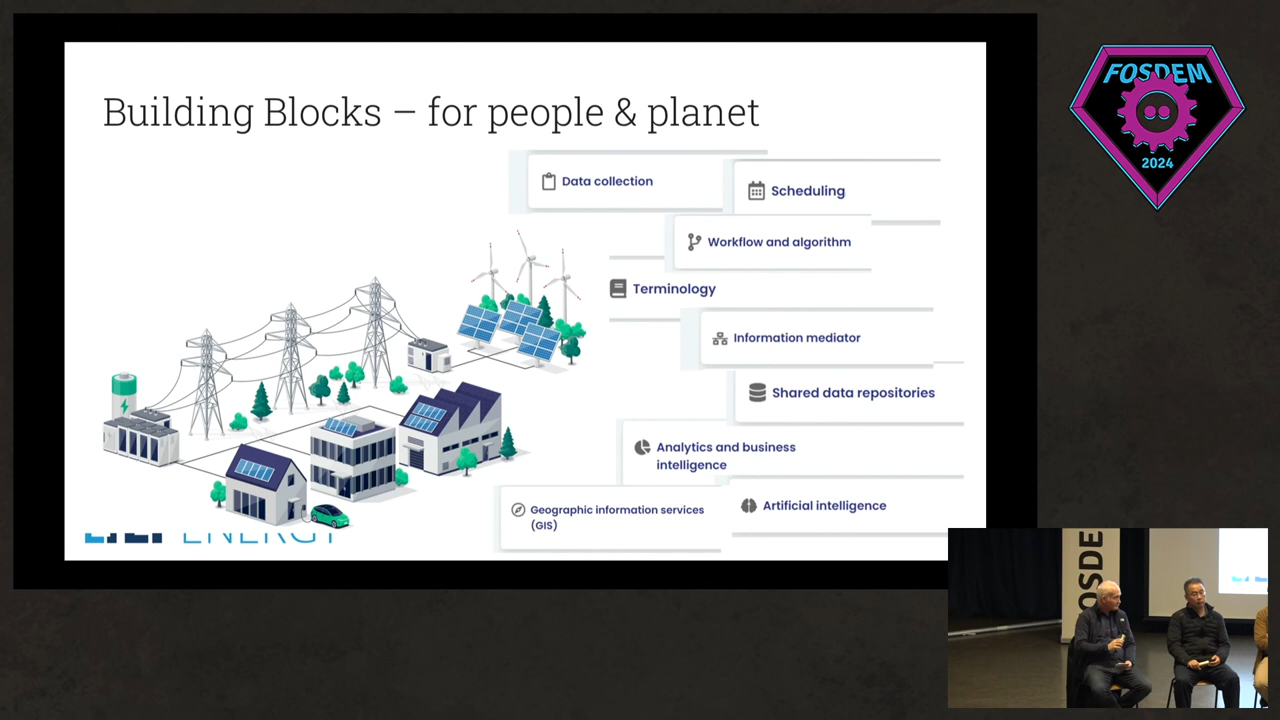 Building Blocks – for people & planet
Data collection
Scheduling
Workflow and algorithm
Terminology
Information mediator
Shared data repositories
Analytics and business
intelligence
Geographic information services
(GIS)
Artificial intelligence
ENERGY
FOSDEM
2024
OSDE